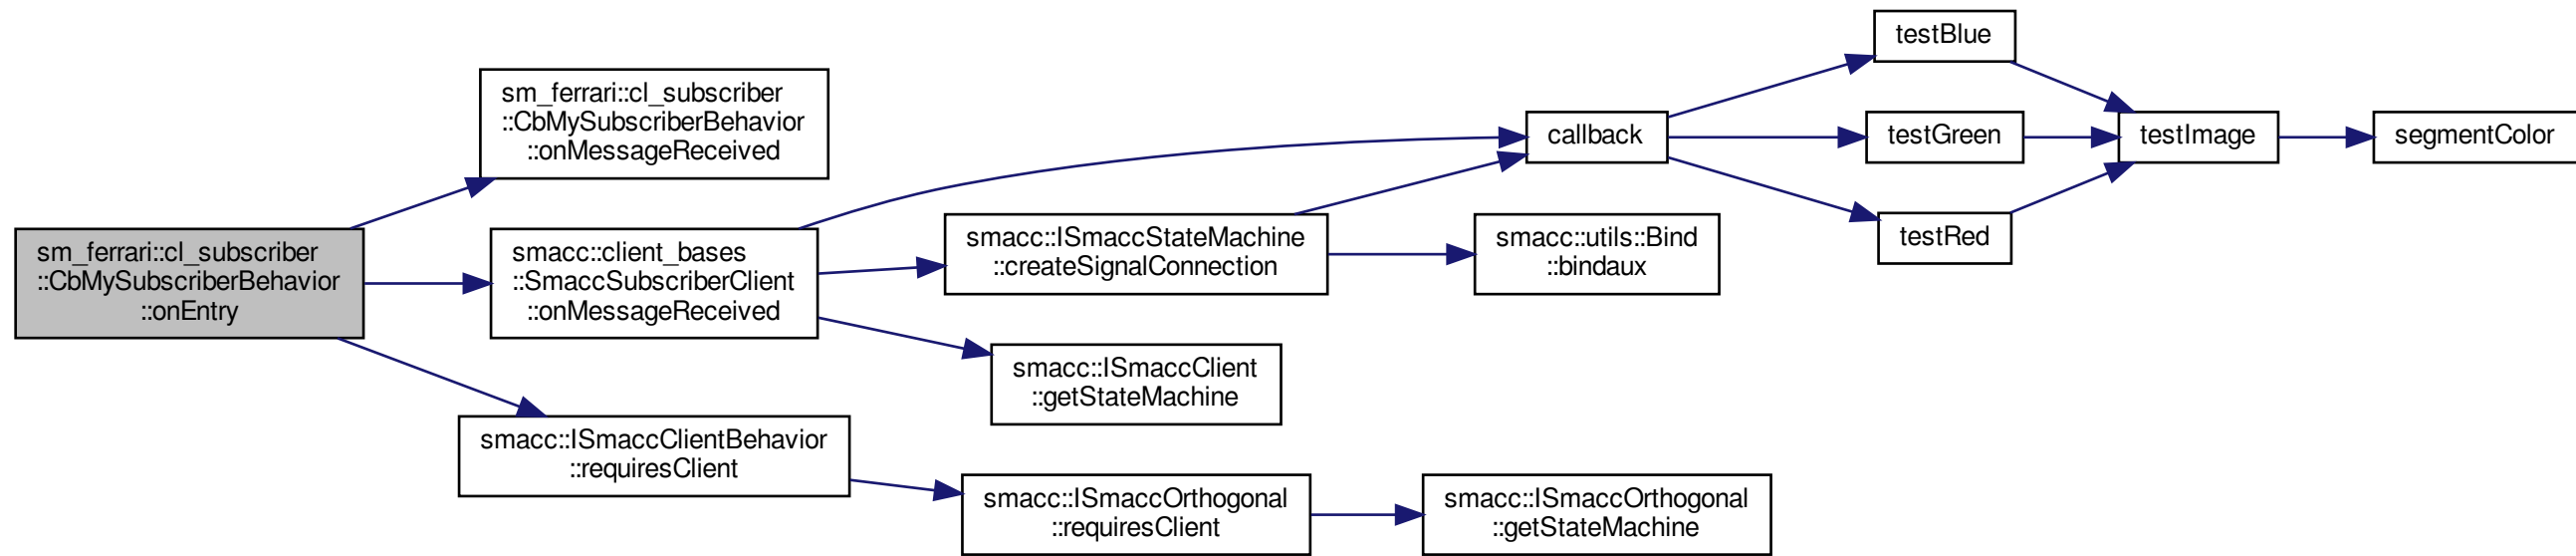 sm_ferrari::cl_subscriber
::CbMySubscriberBehavior
::onEntry
sm_ferrari::cl_subscriber
::CbMySubscriberBehavior
::onMessageReceived
smacc::client_bases
::SmaccSubscriberClient
::onMessageReceived
smacc::ISmaccClientBehavior
::requiresClient
smacc::ISmaccStateMachine
::createSignalConnection
smacc::ISmaccClient
::getStateMachine
smacc::ISmaccOrthogonal
::requiresClient
callback
smacc::utils::Bind
::bindaux
smacc::ISmaccOrthogonal
::getStateMachine
testBlue
testGreen
testRed
testImage
segmentColor